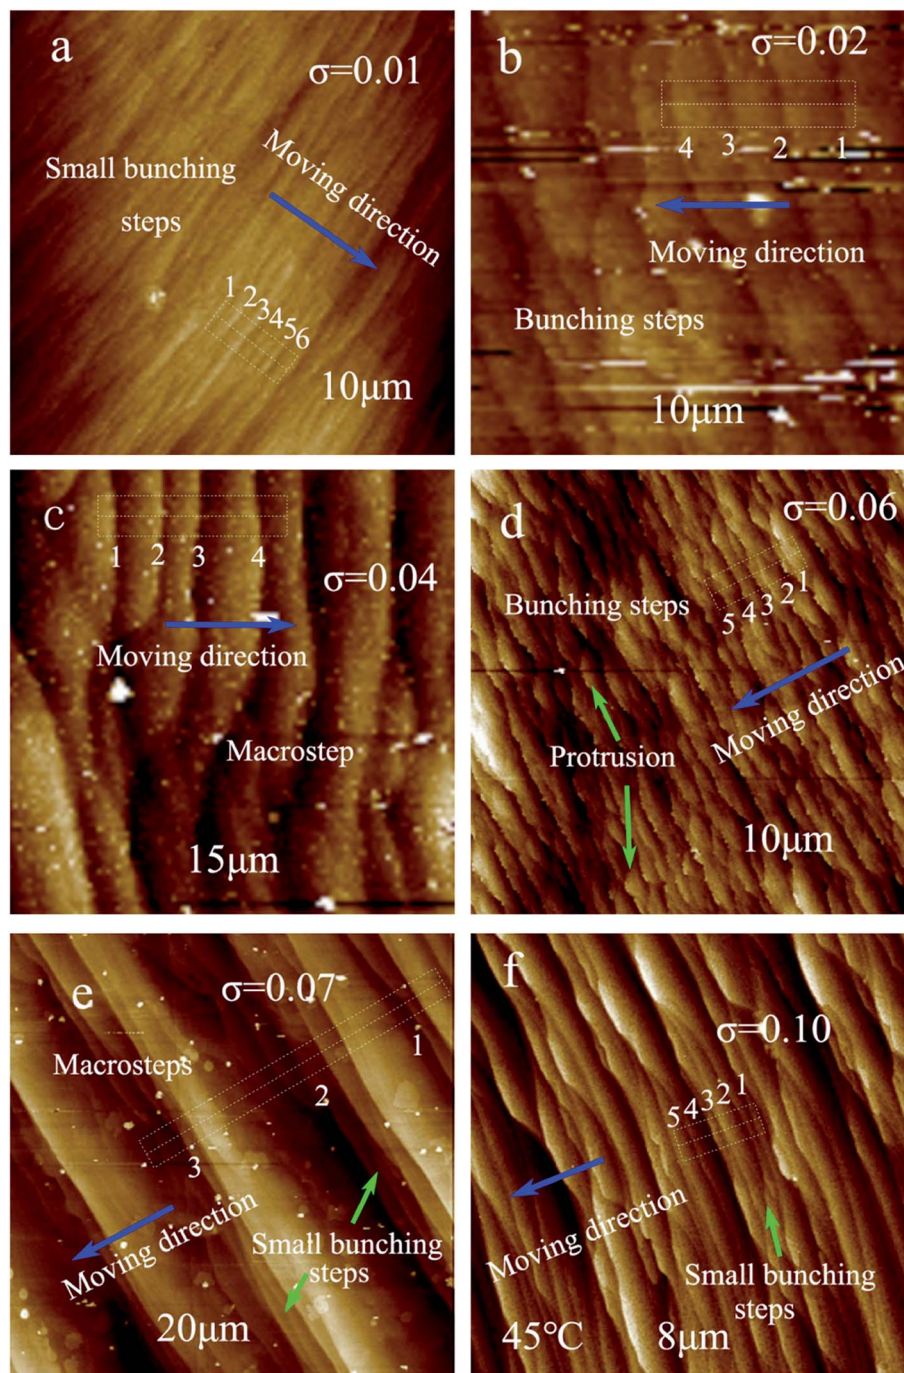 a
σ=0.01
Small bunching
steps
Moving direction
1 2 3 4 5 6
10μm
b
σ=0.02
4 3 2 1
Moving direction
Bunching steps
10μm
c
1 2 3 4
σ=0.04
Moving direction
Macrostep
15μm
d
σ=0.06
Bunching steps
5 4 3 2 1
Moving direction
Protrusion
10μm
e
σ=0.07
Macrosteps
1
2
3
Moving direction
Small bunching
steps
20μm
f
σ=0.10
5 4 3 2 1
Moving direction
Small bunching
steps
45℃
8μm